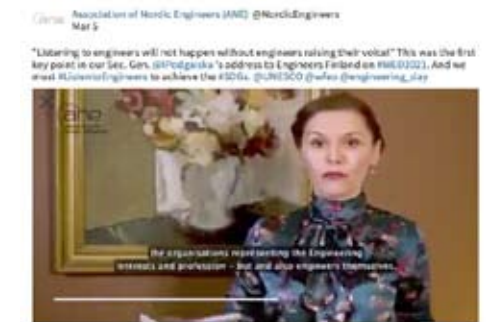 Association of Nordic Engineers (ANE) @NordicEngineers
Mar 5
"Listening to engineers will not happen without engineers raising their voice!" This was the first
key point in our Sec. Gen. @IPodgorska 's address to Engineers Finland on #WED2021. And we
must #ListentoEngineers to achieve the #SDGs. @UNESCO @wfeo @engineering_day
ane
the organisations representing the Engineering
interests and profession – but and also engineers themselves.